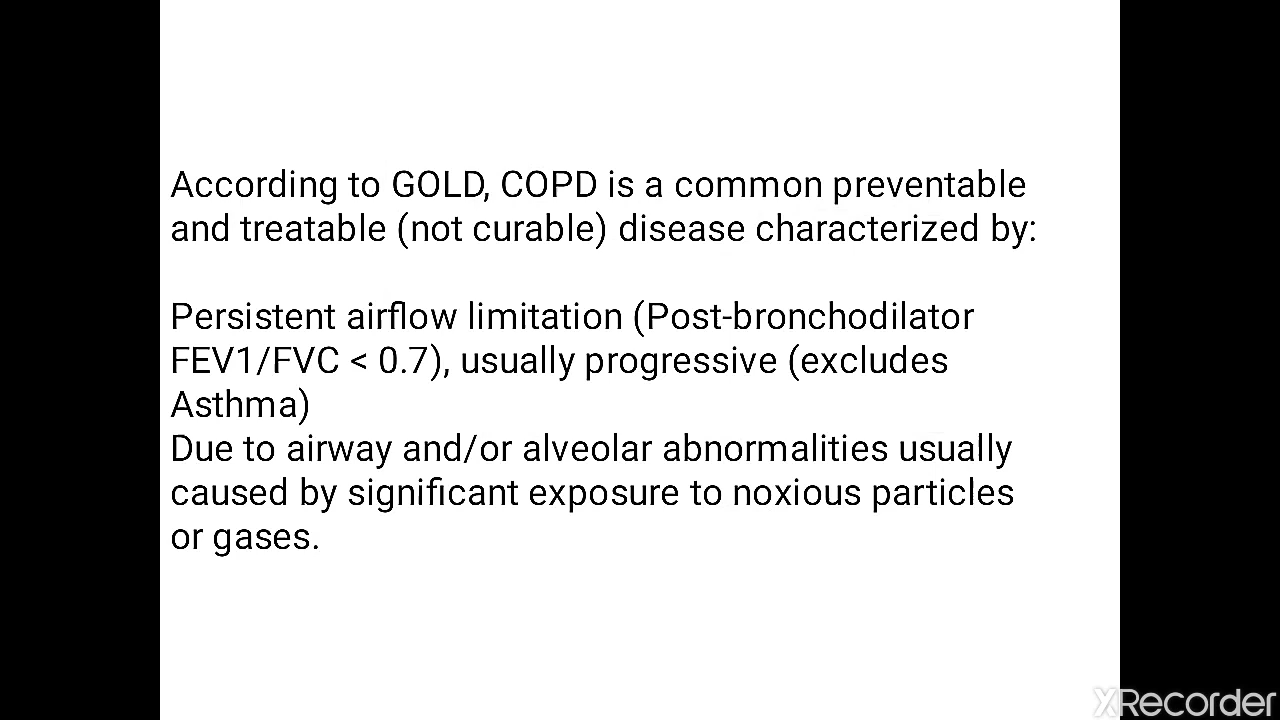 According to GOLD, COPD is a common preventable
and treatable (not curable) disease characterized by:
Persistent airflow limitation (Post-bronchodilator
FEV1/FVC < 0.7), usually progressive (excludes
Asthma)
Due to airway and/or alveolar abnormalities usually
caused by significant exposure to noxious particles
or gases.
XRecorder